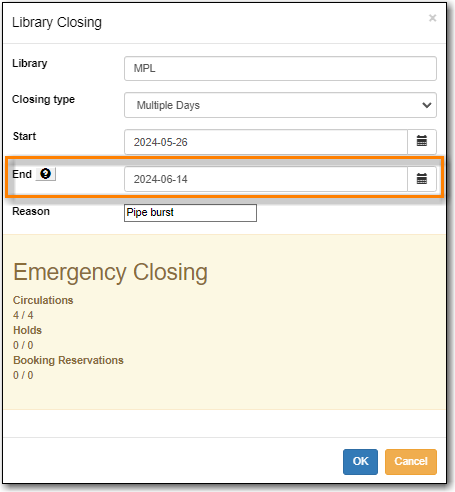 Library Closing
×
Library
MPL
Closing type
Multiple Days
Start
2024-05-26
End
2024-06-14
Reason
Pipe burst
Emergency Closing
Circulations
4 / 4
Holds
0 / 0
Booking Reservations
0 / 0
OK
Cancel